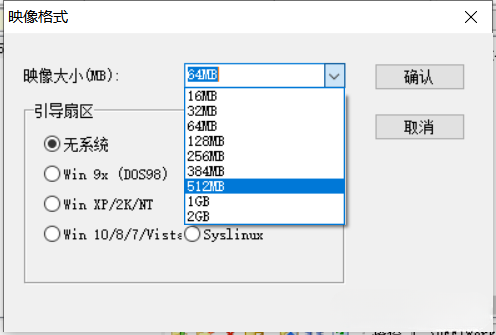 映像格式
映像大小(MB):
64MB
确认
16MB
32MB
64MB
128MB
256MB
384MB
512MB
1GB
2GB
取消
引导扇区
无系统
Win 9x (DOS98)
Win XP/2K/NT
Win 10/8/7/Vista
Syslinux